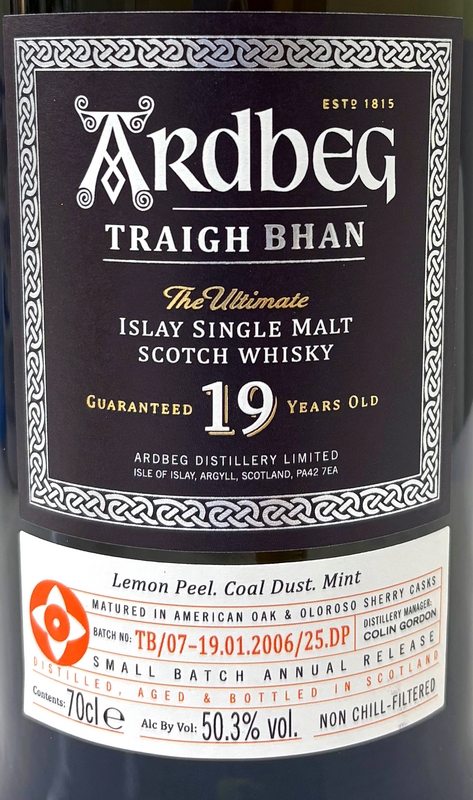 ESTº 1815
ARDBEG
TRAIGH BHAN
The Ultimate
ISLAY SINGLE MALT
SCOTCH WHISKY
GUARANTEED 19 YEARS OLD
ARDBEG DISTILLERY LIMITED
ISLE OF ISLAY, ARGYLL, SCOTLAND, PA42 7EA
Lemon Peel. Coal Dust. Mint
MATURED IN AMERICAN OAK & OLOROSO SHERRY CASKS
BATCH NO: TB/07-19.01.2006/25.DP
DISTILLERY MANAGER:
COLIN GORDON
SMALL BATCH ANNUAL RELEASE
DISTILLED, AGED & BOTTLED IN SCOTLAND
Contents: 70cl e Alc By Vol: 50.3% vol. NON CHILL-FILTERED